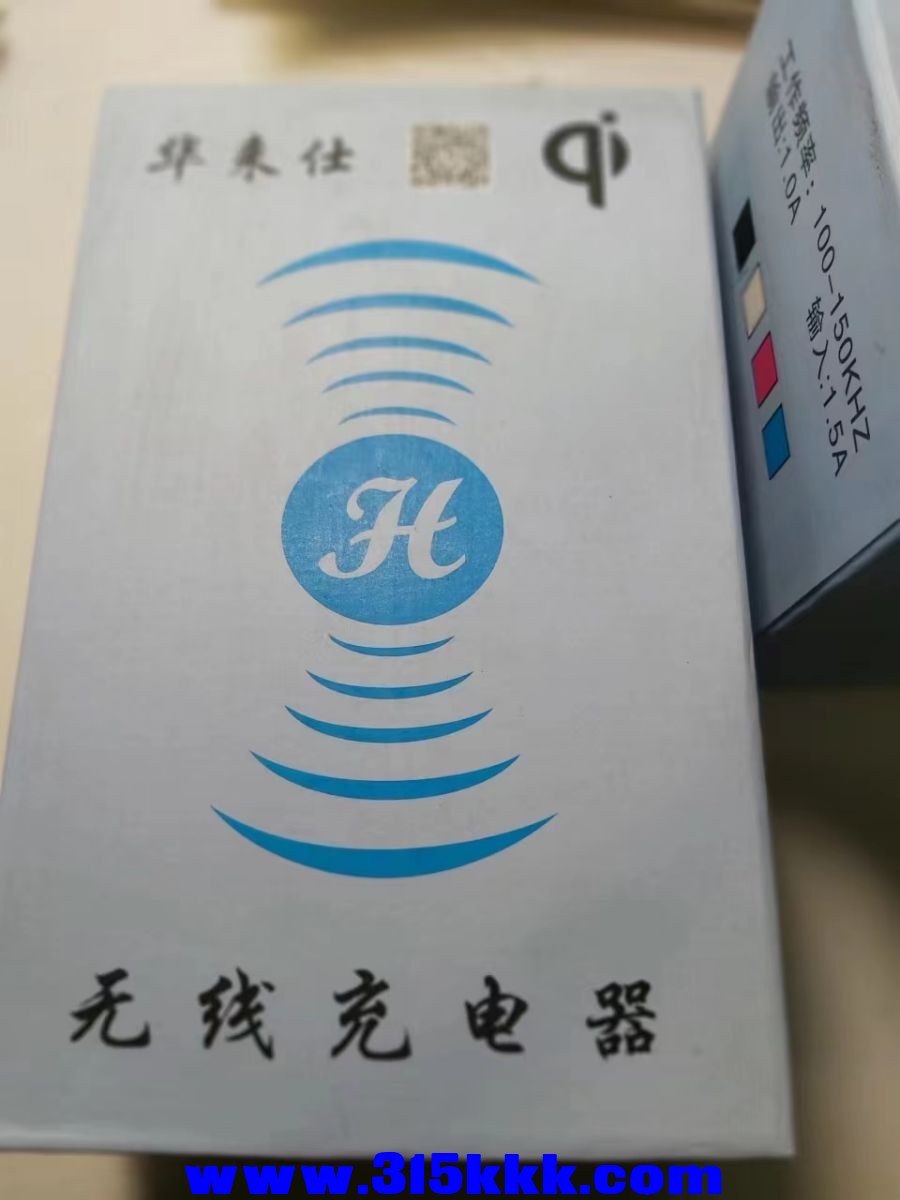 华来仕
qi
H
无线充电器
工作频率：100-150KHZ
输出:1.0A 输入:1.5A
www.315kkk.com